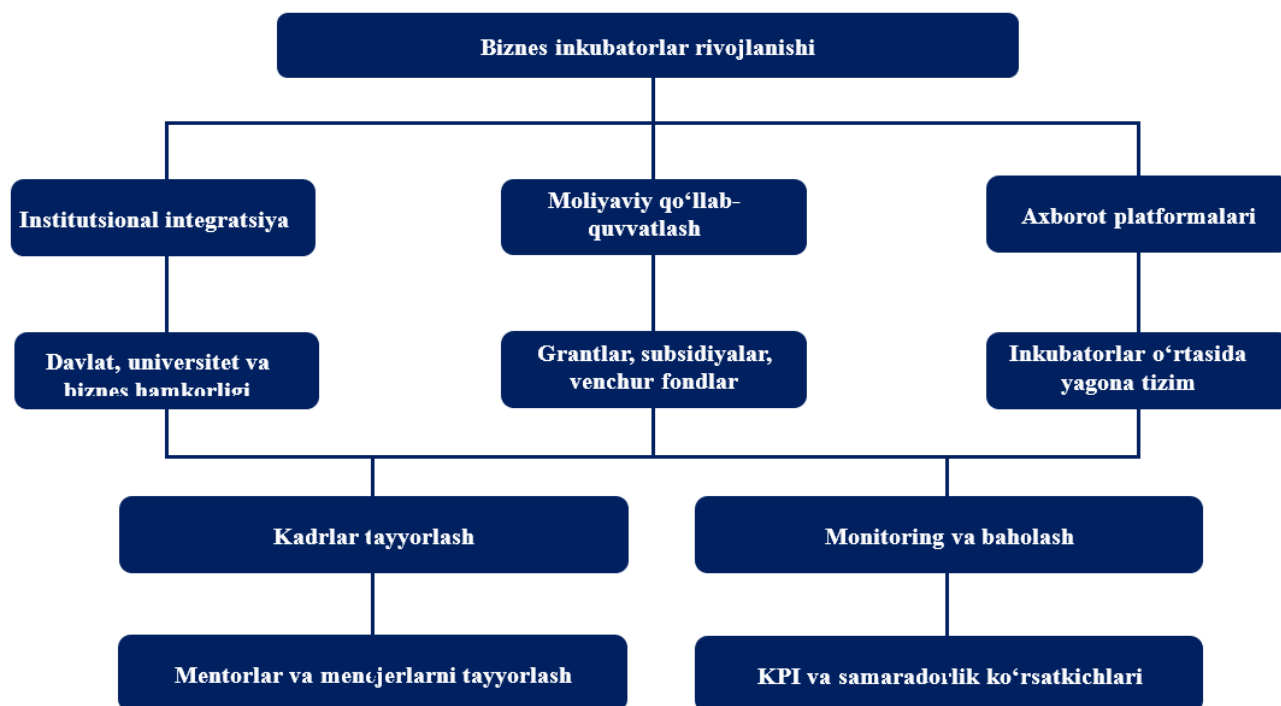 Biznes inkubatorlar rivojlanishi
Institutsional integratsiya
Moliyaviy qo‘llab-
quvvatlash
Axborot platformalari
Davlat, universitet va
biznes hamkorligi
Grantlar, subsidiyalar,
venchur fondlar
Inkubatorlar o‘rtasida
yagona tizim
Kadrlar tayyorlash
Monitoring va baholash
Mentorlar va menejerlarni tayyorlash
KPI va samaradorlik ko‘rsatkichlari